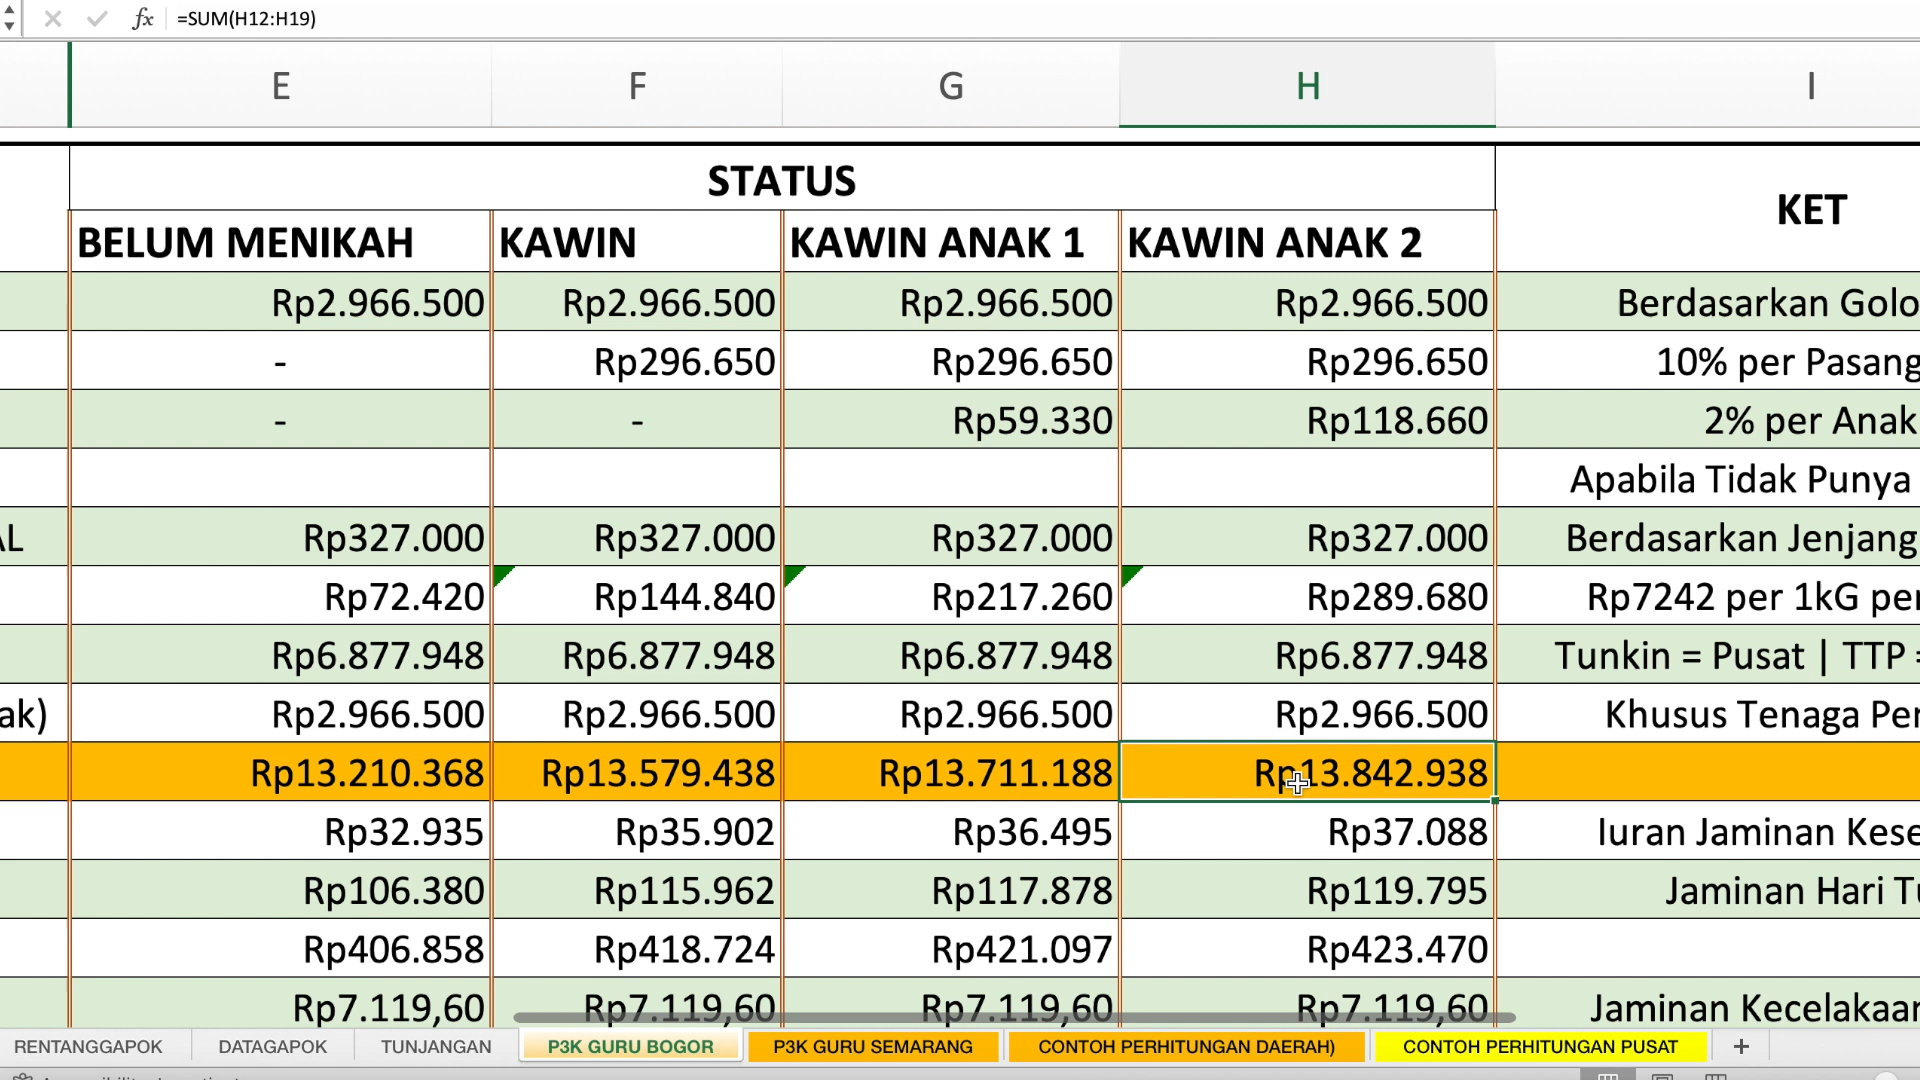 fx =SUM(H12:H19)
E F G H I
STATUS
KET
BELUM MENIKAH KAWIN KAWIN ANAK 1 KAWIN ANAK 2
Rp2.966.500 Rp2.966.500 Rp2.966.500 Rp2.966.500 Berdasarkan Golo
- Rp296.650 Rp296.650 Rp296.650 10% per Pasang
- - Rp59.330 Rp118.660 2% per Anak
Apabila Tidak Punya
AL Rp327.000 Rp327.000 Rp327.000 Rp327.000 Berdasarkan Jenjang
Rp72.420 Rp144.840 Rp217.260 Rp289.680 Rp7242 per 1kG per
Rp6.877.948 Rp6.877.948 Rp6.877.948 Rp6.877.948 Tunkin = Pusat | TTP =
ak) Rp2.966.500 Rp2.966.500 Rp2.966.500 Rp2.966.500 Khusus Tenaga Per
Rp13.210.368 Rp13.579.438 Rp13.711.188 Rp13.842.938
Rp32.935 Rp35.902 Rp36.495 Rp37.088 Iuran Jaminan Kese
Rp106.380 Rp115.962 Rp117.878 Rp119.795 Jaminan Hari Tu
Rp406.858 Rp418.724 Rp421.097 Rp423.470
Rp7.119,60 Rp7.119,60 Rp7.119,60 Rp7.119,60 Jaminan Kecelakaan
RENTANGGAPOK DATAGAPOK TUNJANGAN P3K GURU BOGOR P3K GURU SEMARANG CONTOH PERHITUNGAN DAERAH) CONTOH PERHITUNGAN PUSAT +